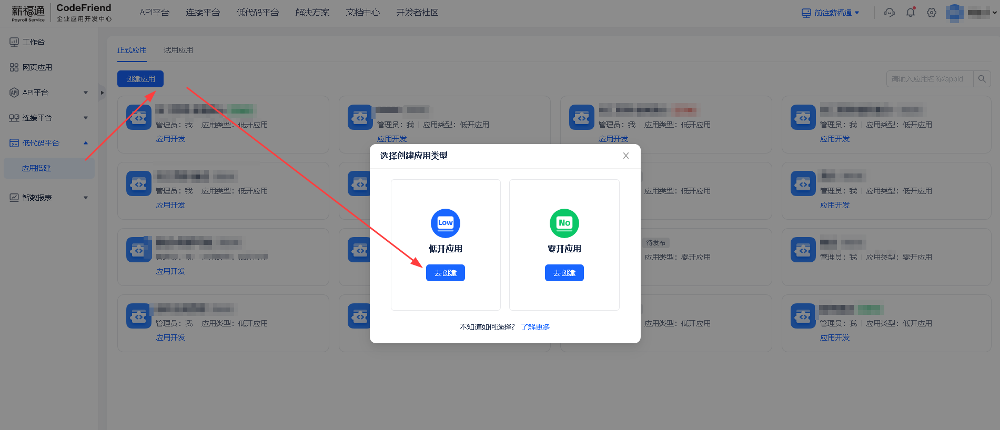 薪福通
Payroll Service
CodeFriend
企业应用开发中心
API平台
连接平台
低代码平台
解决方案
文档中心
开发者社区
前往薪福通
工作台
网页应用
API平台
连接平台
低代码平台
应用搭建
智数报表
正式应用
试用应用
创建应用
请输入应用名称/appId
管理员：我
应用类型：低开应用
应用开发
管理员：我
应用类型：低开应用
应用开发
管理员：我
应用类型：低开应用
应用开发
管理员：我
应用类型：低开应用
应用开发
管理员：我
应用类型：低开应用
应用开发
应用类型：低开应用
管理员：我
应用类型：低开应用
应用开发
管理员：我
应用类型：低开应用
应用开发
待发布
应用类型：零开应用
管理员：我
应用类型：零开应用
管理员：我
应用类型：低开应用
应用开发
应用类型：低开应用
管理员：我
应用类型：低开应用
应用开发
选择创建应用类型
Low
低开应用
去创建
No
零开应用
去创建
不知道如何选择？
了解更多